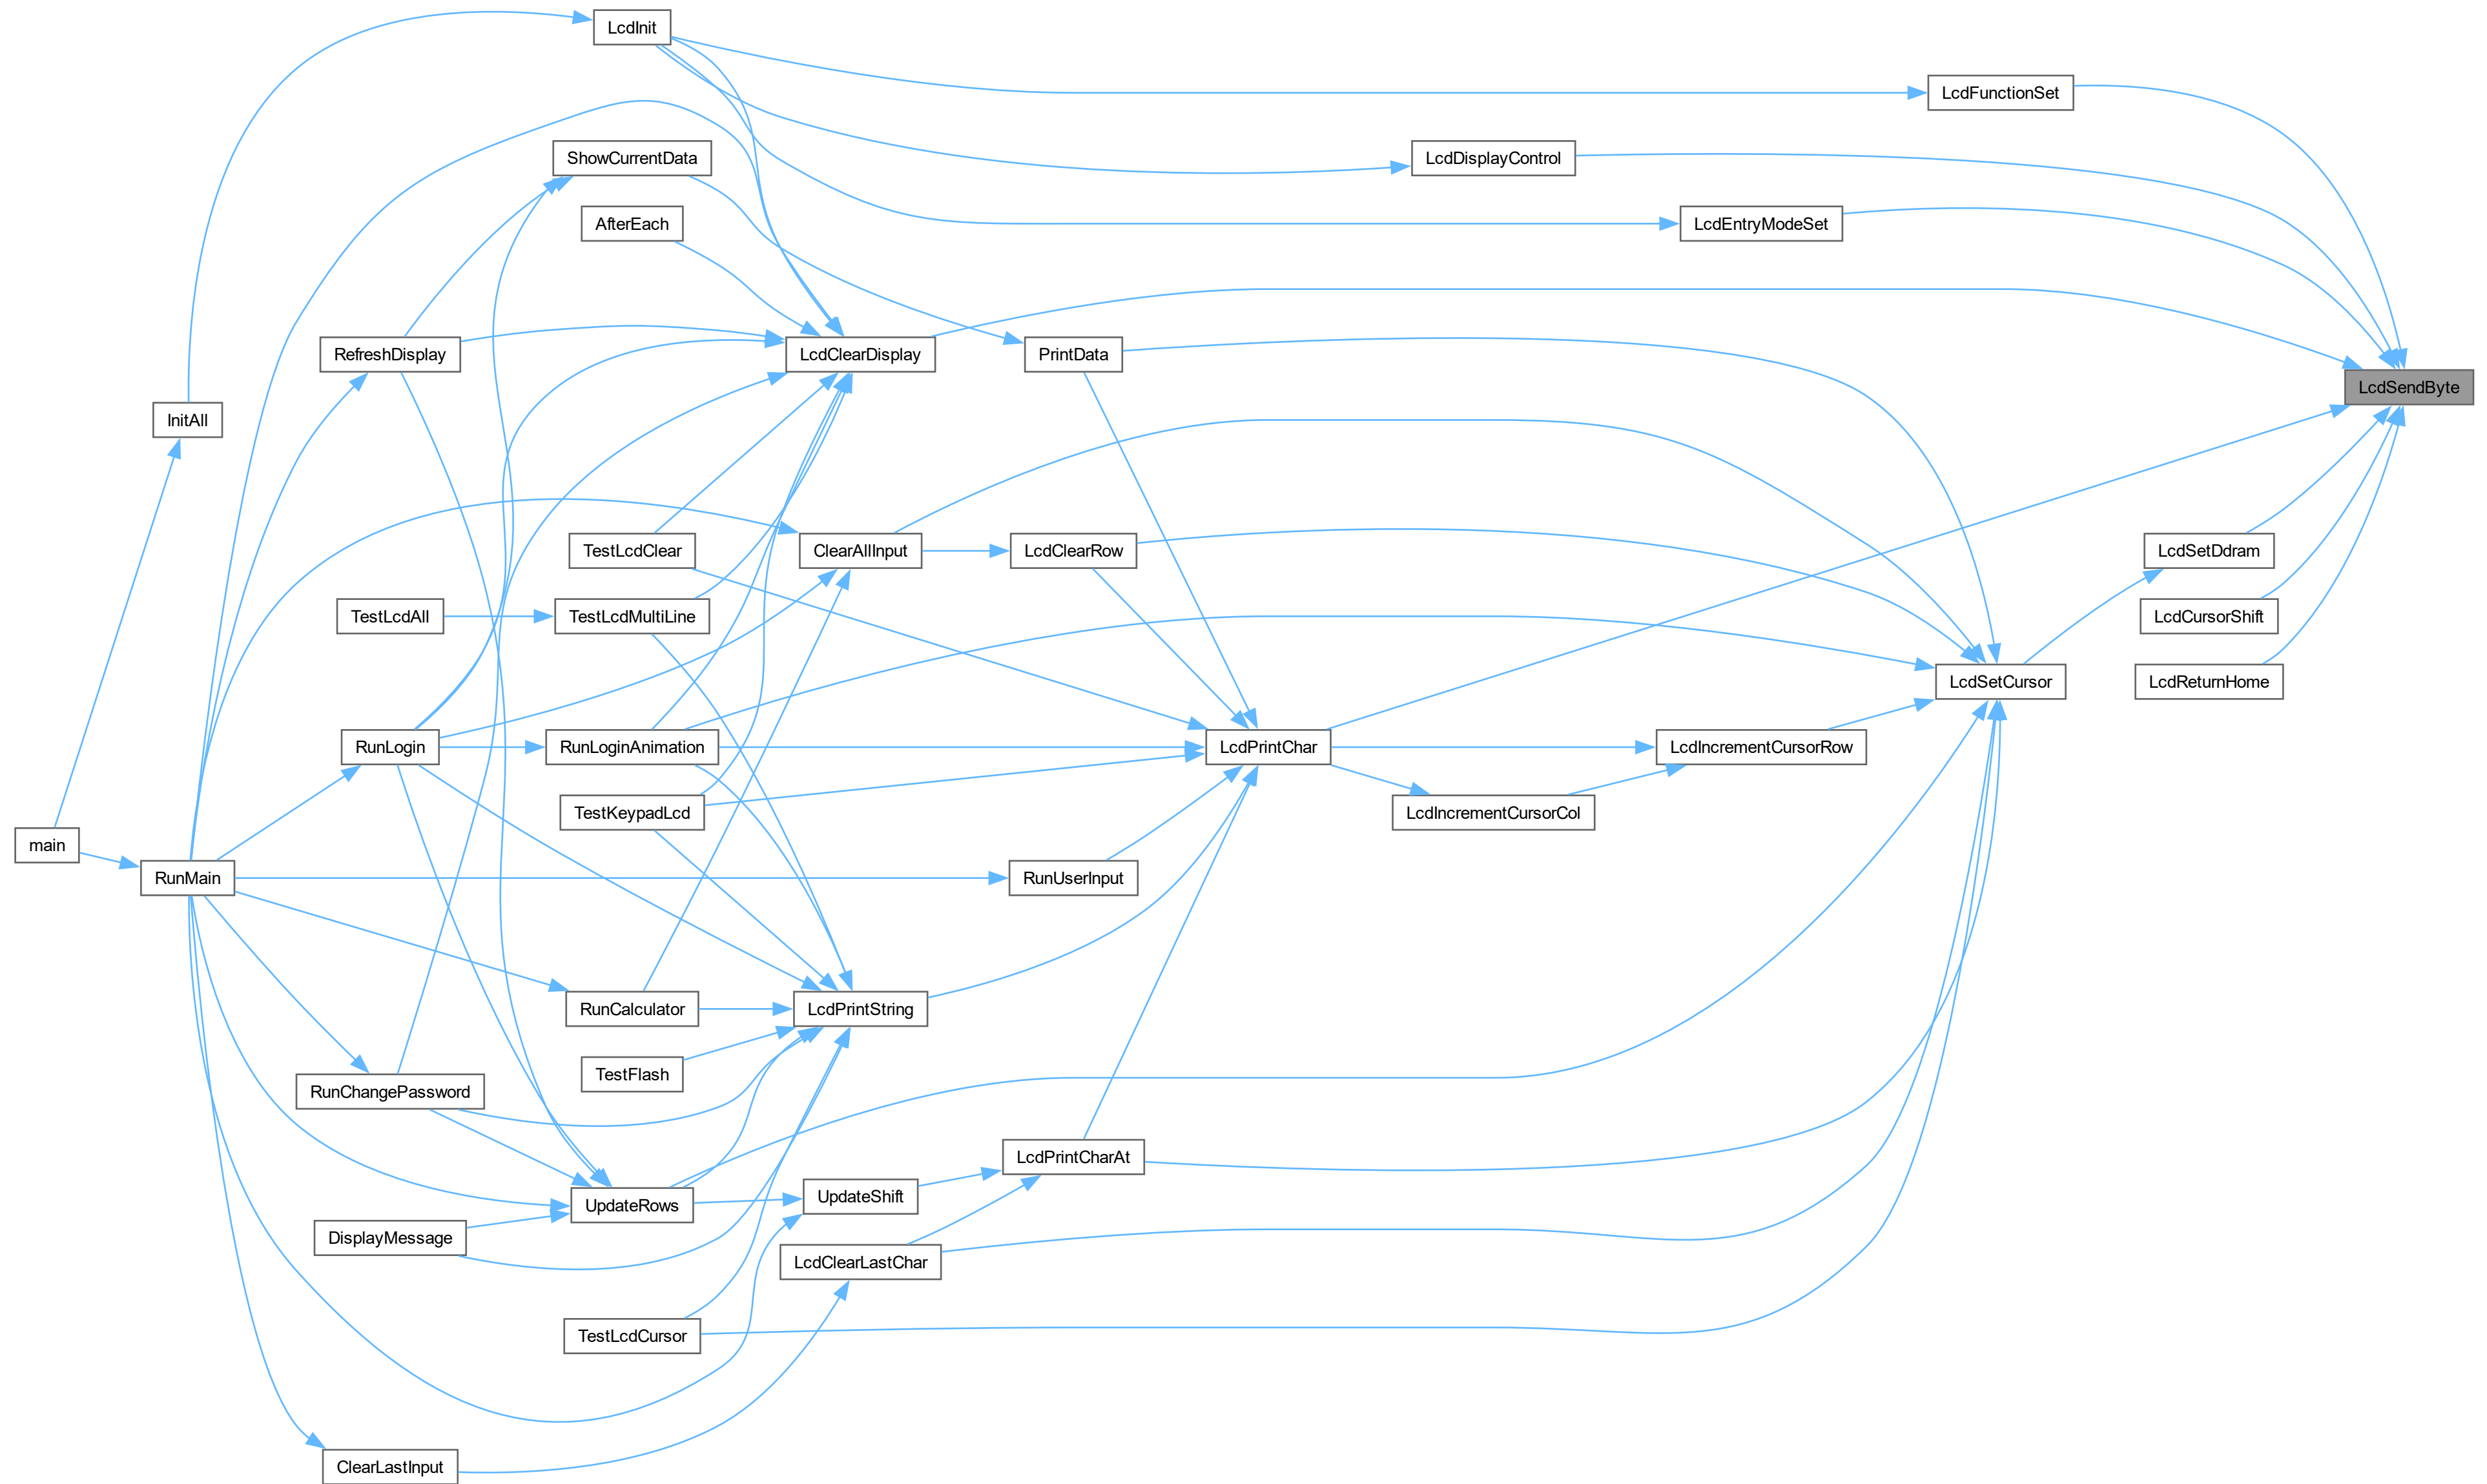 LcdInit
LcdFunctionSet
ShowCurrentData
LcdDisplayControl
AfterEach
LcdEntryModeSet
RefreshDisplay
LcdClearDisplay
PrintData
LcdSendByte
InitAll
TestLcdClear
ClearAllInput
LcdClearRow
LcdSetDdram
TestLcdAll
TestLcdMultiLine
LcdCursorShift
LcdSetCursor
LcdReturnHome
RunLogin
RunLoginAnimation
LcdPrintChar
LcdIncrementCursorRow
TestKeypadLcd
LcdIncrementCursorCol
main
RunMain
RunUserInput
RunCalculator
LcdPrintString
TestFlash
RunChangePassword
LcdPrintCharAt
UpdateRows
UpdateShift
DisplayMessage
LcdClearLastChar
TestLcdCursor
ClearLastInput